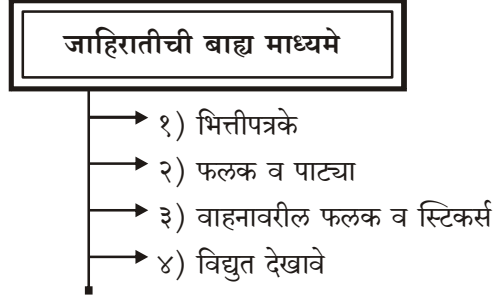 जाहिरातीची बाह्य माध्यमे
१) भित्तीपत्रके
२) फलक व पाट्या
३) वाहनावरील फलक व स्टिकर्स
४) विद्युत देखावे